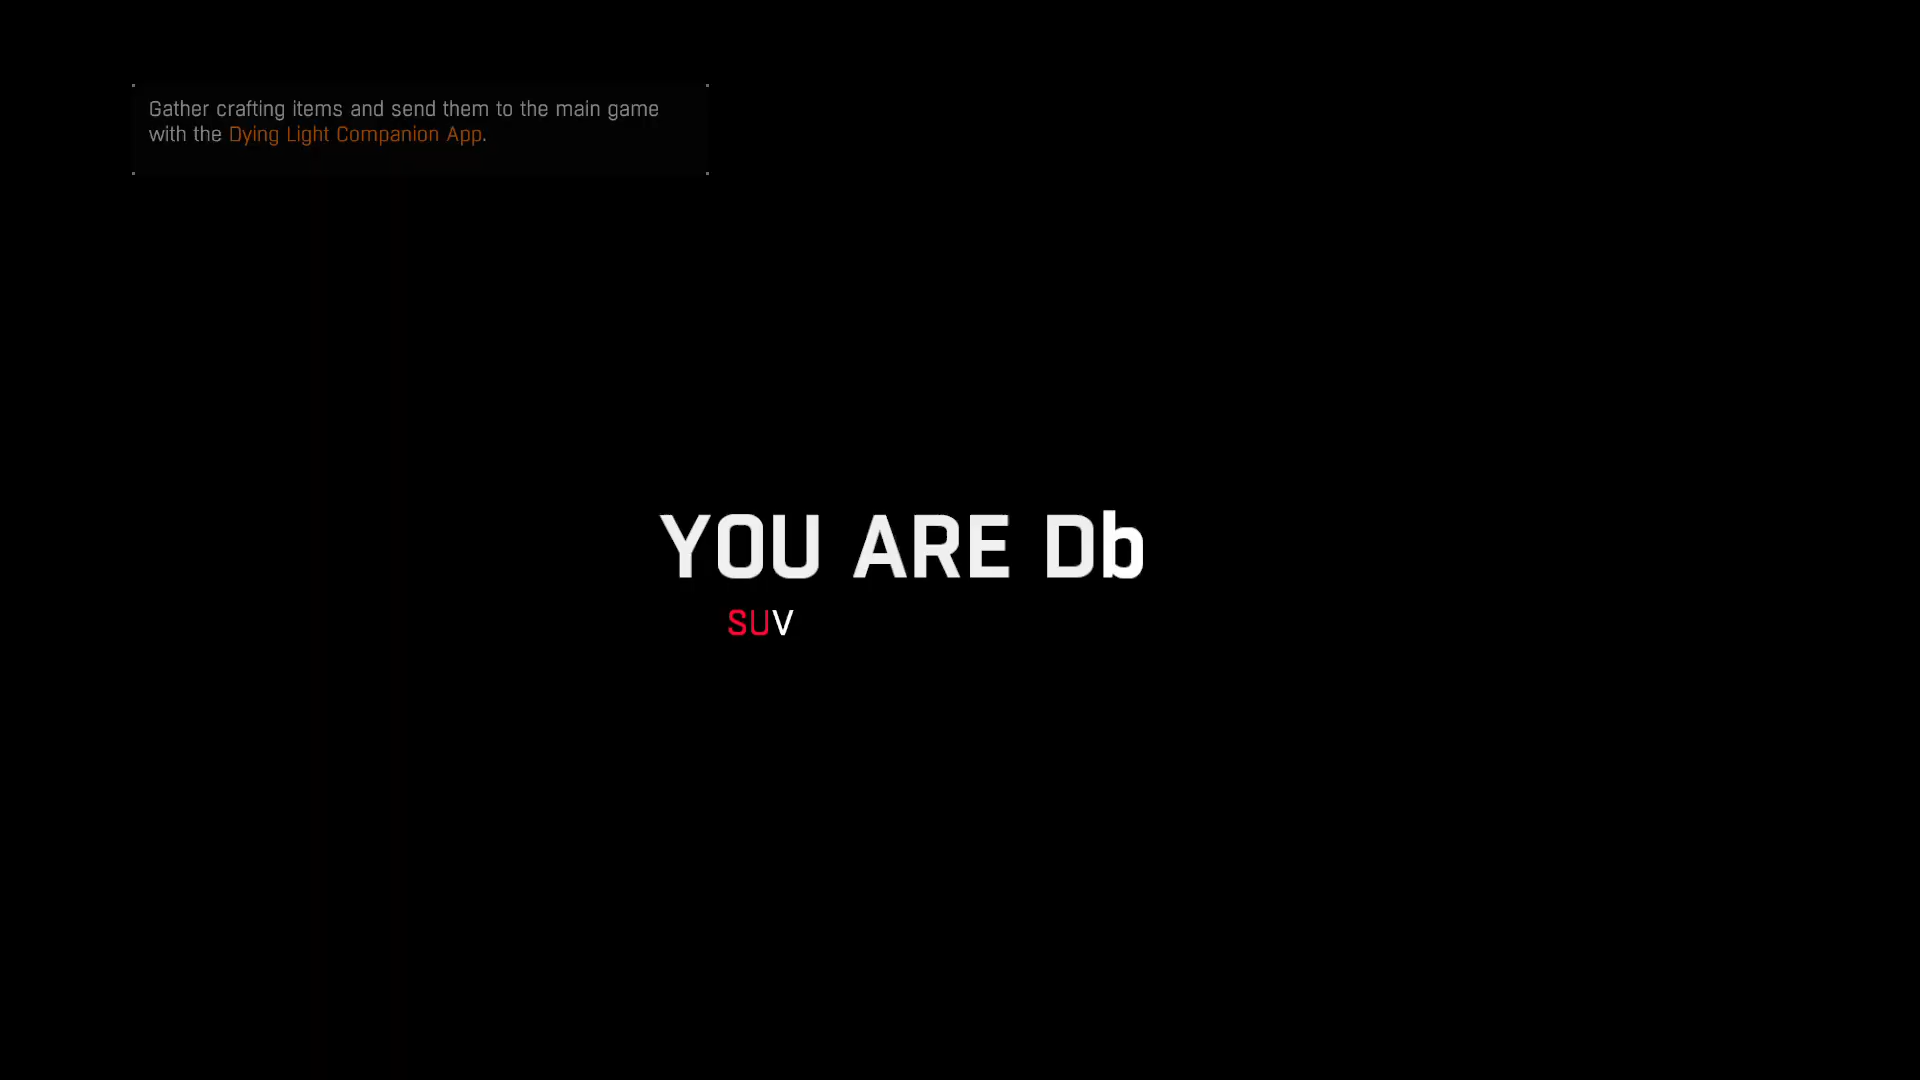 Gather crafting items and send them to the main game
with the Dying Light Companion App.
YOU ARE Db
SUV